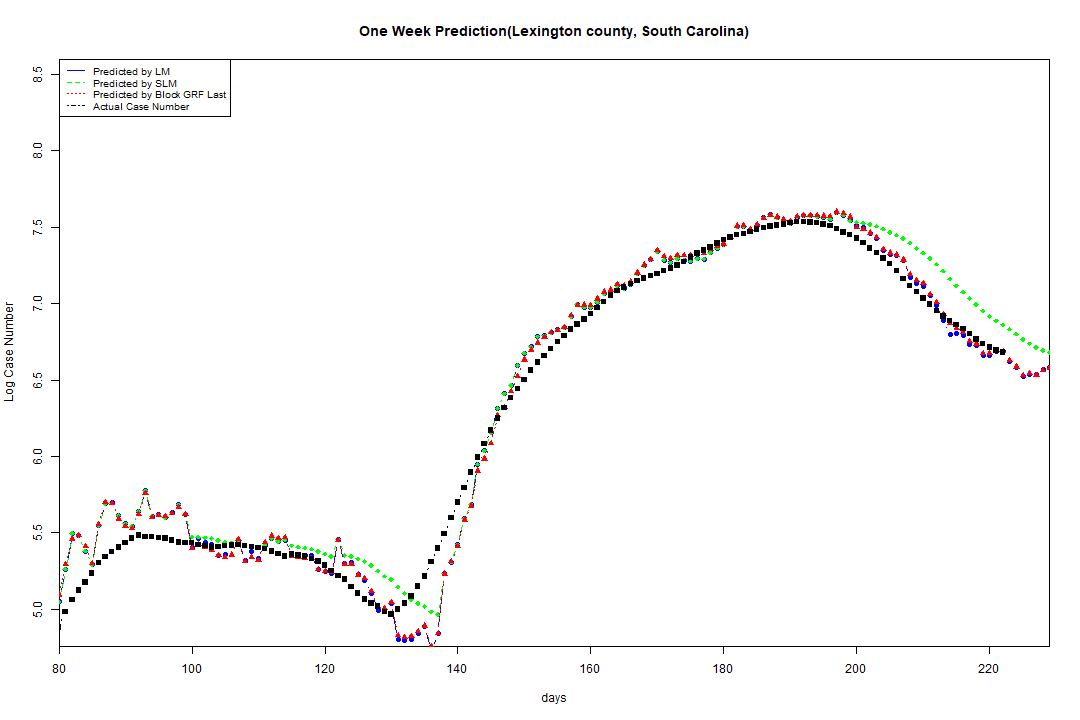 One Week Prediction(Lexington county, South Carolina)
Predicted by LM
Predicted by SLM
Predicted by Block GRF Last
Actual Case Number
8.5
8.0
7.5
7.0
6.5
6.0
5.5
5.0
Log Case Number
80 100 120 140 160 180 200 220
days